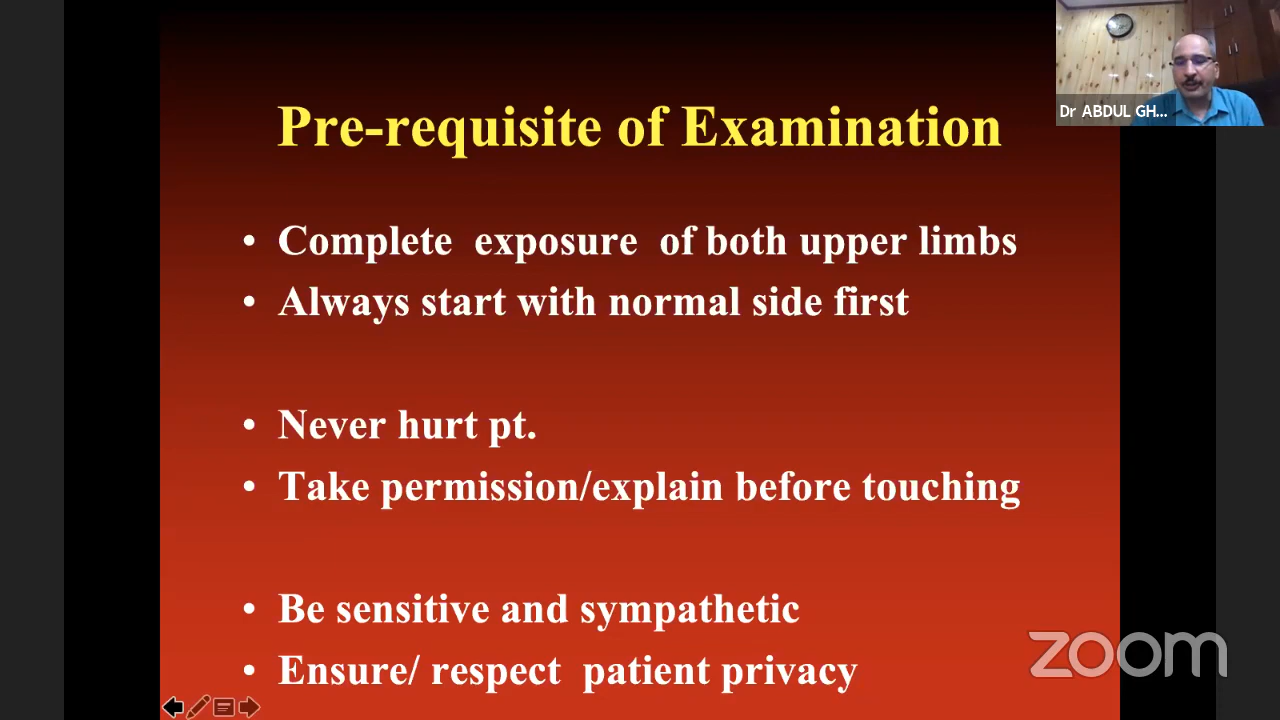 Dr ABDUL GH...
Pre-requisite of Examination
• Complete exposure of both upper limbs
• Always start with normal side first
• Never hurt pt.
• Take permission/explain before touching
• Be sensitive and sympathetic
• Ensure/ respect patient privacy
zoom